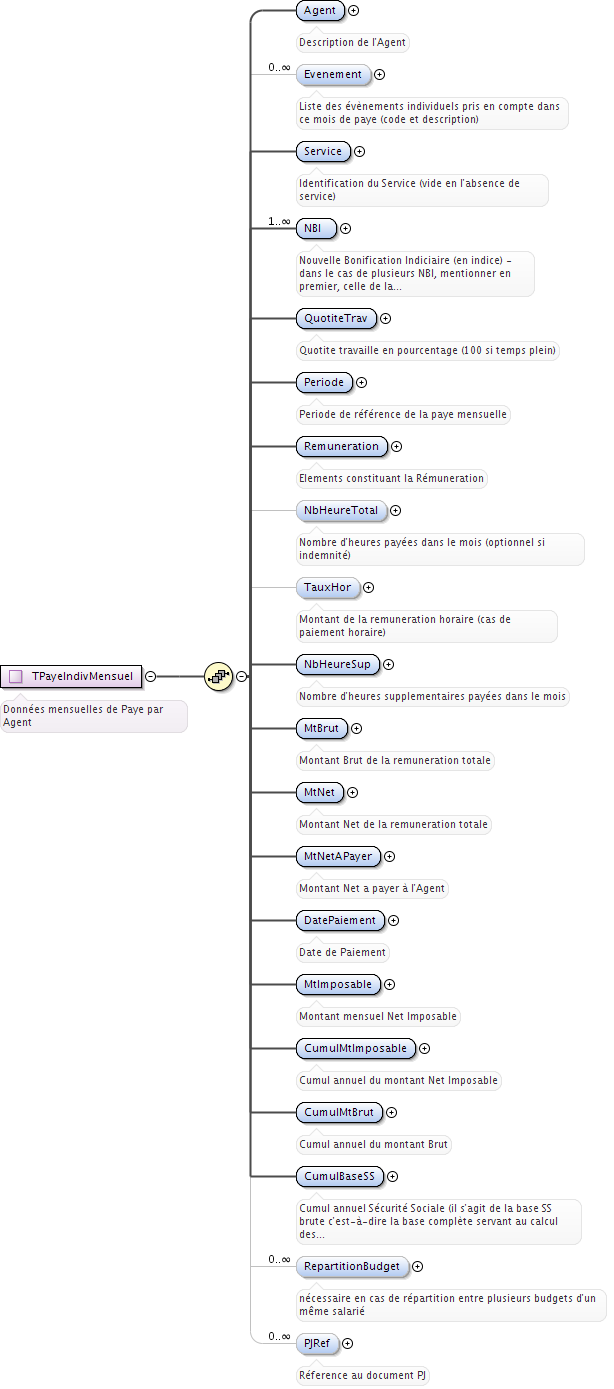 Agent
Description de l'Agent
0..∞
Evenement
Liste des évènements individuels pris en compte dans
ce mois de paye (code et description)
Service
Identification du Service (vide en l'absence de
service)
1..∞
NBI
Nouvelle Bonification Indiciaire (en indice) -
dans le cas de plusieurs NBI, mentionner en
premier, celle de la...
QuotiteTrav
Quotite travaille en pourcentage (100 si temps plein)
Periode
Periode de référence de la paye mensuelle
Remuneration
Elements constituant la Rémuneration
NbHeureTotal
Nombre d'heures payées dans le mois (optionnel si
indemnité)
TauxHor
Montant de la remuneration horaire (cas de
paiement horaire)
TPayeIndivMensuel
Données mensuelles de Paye par
Agent
NbHeureSup
Nombre d'heures supplementaires payées dans le mois
MtBrut
Montant Brut de la remuneration totale
MtNet
Montant Net de la remuneration totale
MtNetAPayer
Montant Net a payer à l'Agent
DatePaiement
Date de Paiement
MtImposable
Montant mensuel Net Imposable
CumulMtImposable
Cumul annuel du montant Net Imposable
CumulMtBrut
Cumul annuel du montant Brut
CumulBaseSS
Cumul annuel Sécurité Sociale (il s'agit de la base SS
brute c'est-à-dire la base complète servant au calcul
des...
0..∞
RepartitionBudget
nécessaire en cas de répartition entre plusieurs budgets d'un
même salarié
0..∞
PJRef
Réference au document PJ